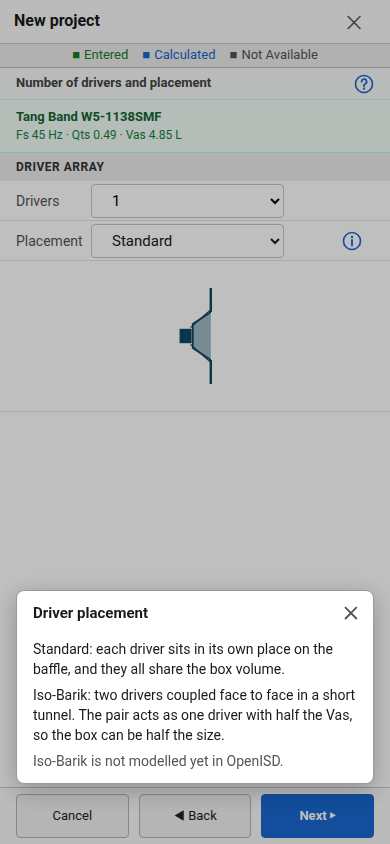 New project
Entered Calculated Not Available
Number of drivers and placement
Tang Band W5-1138SMF
Fs 45 Hz · Qts 0.49 · Vas 4.85 L
DRIVER ARRAY
Drivers 1
Placement Standard
Driver placement
Standard: each driver sits in its own place on the
baffle, and they all share the box volume.
Iso-Barik: two drivers coupled face to face in a short
tunnel. The pair acts as one driver with half the Vas,
so the box can be half the size.
Iso-Barik is not modelled yet in OpenISD.
Cancel Back Next